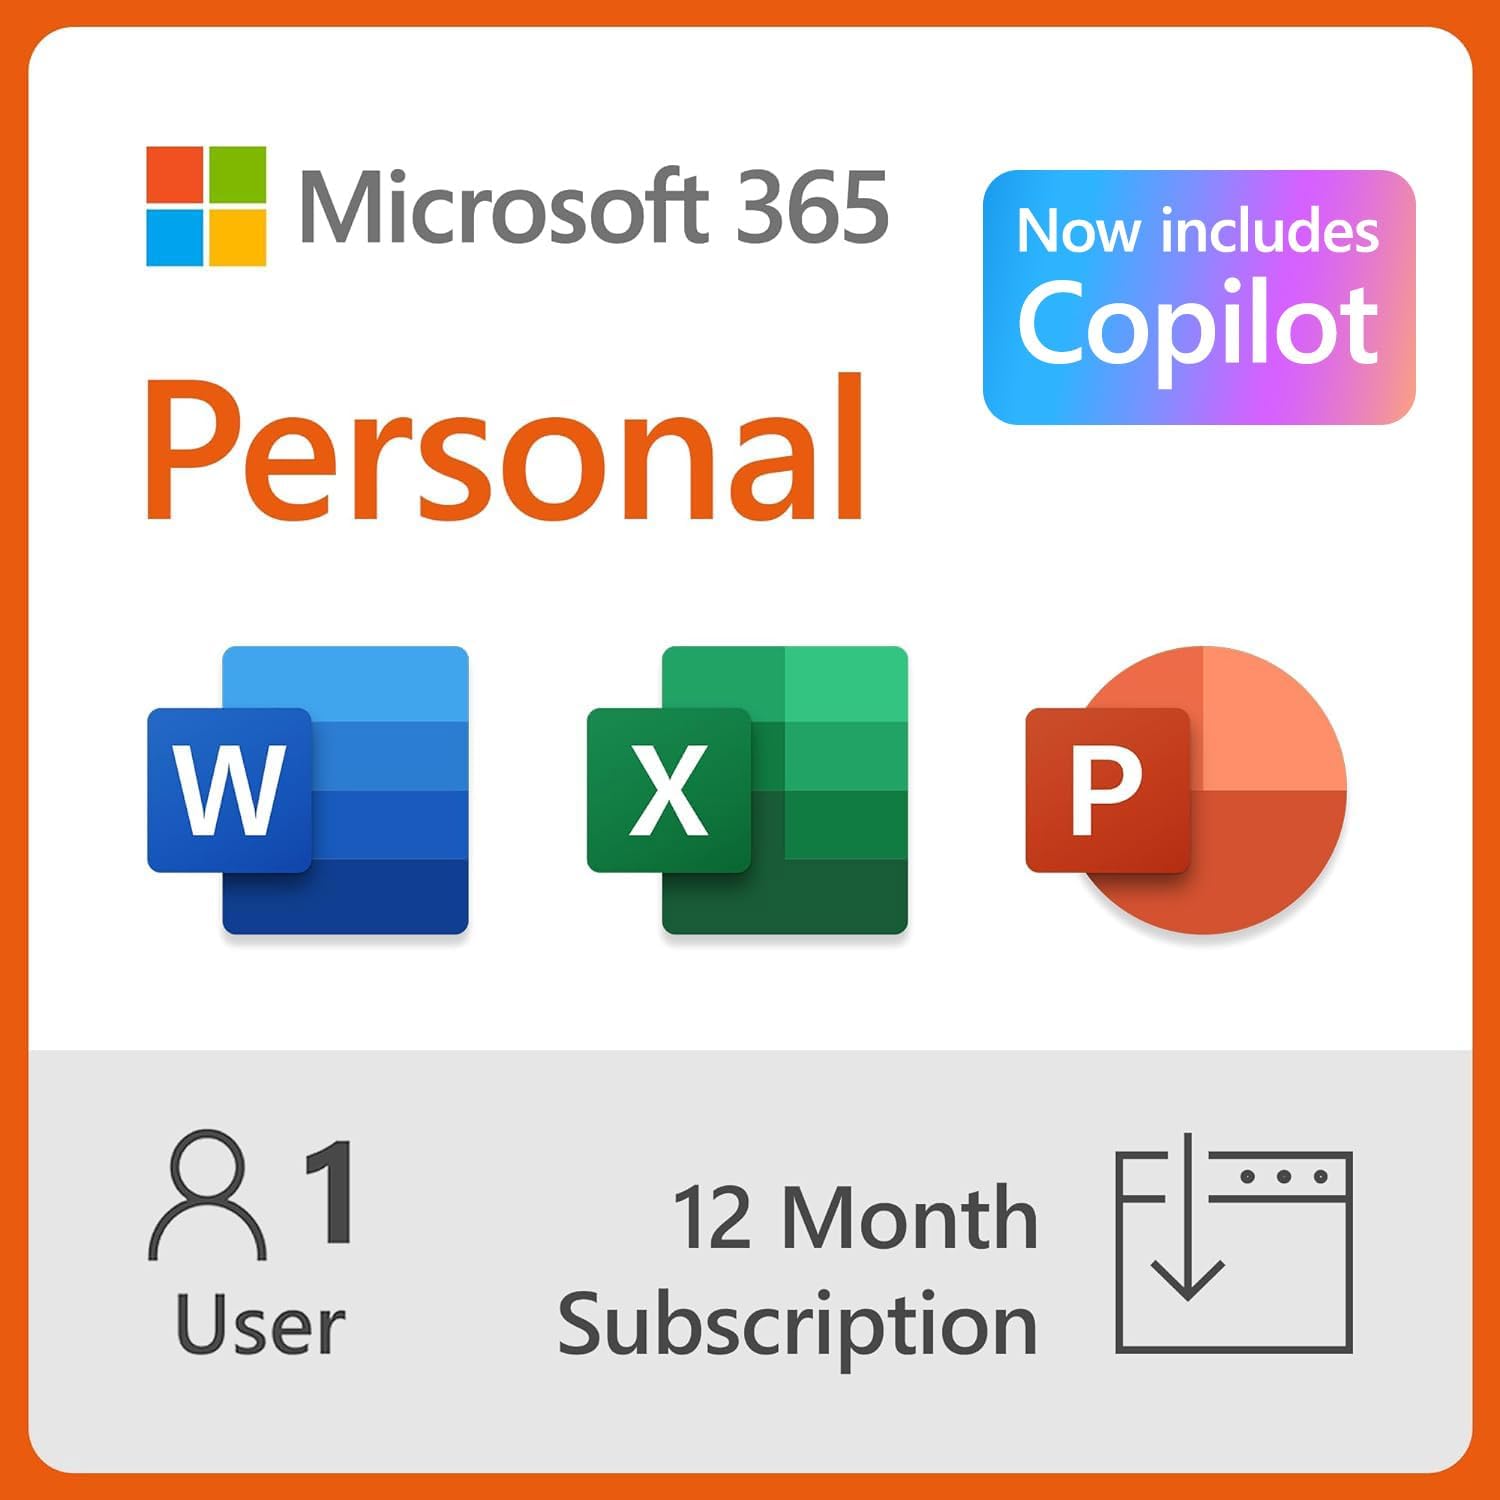 Microsoft 365
Now includes
Copilot
Personal
W
X
P
1
User
12 Month
Subscription